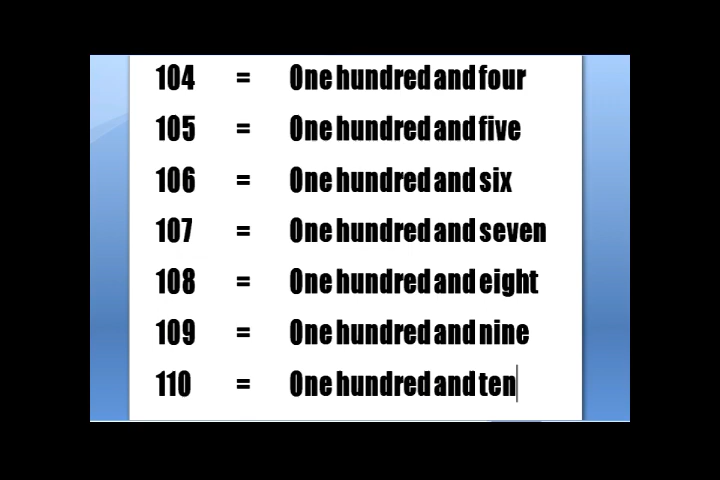 104 = One hundred and four
105 = One hundred and five
106 = One hundred and six
107 = One hundred and seven
108 = One hundred and eight
109 = One hundred and nine
110 = One hundred and ten